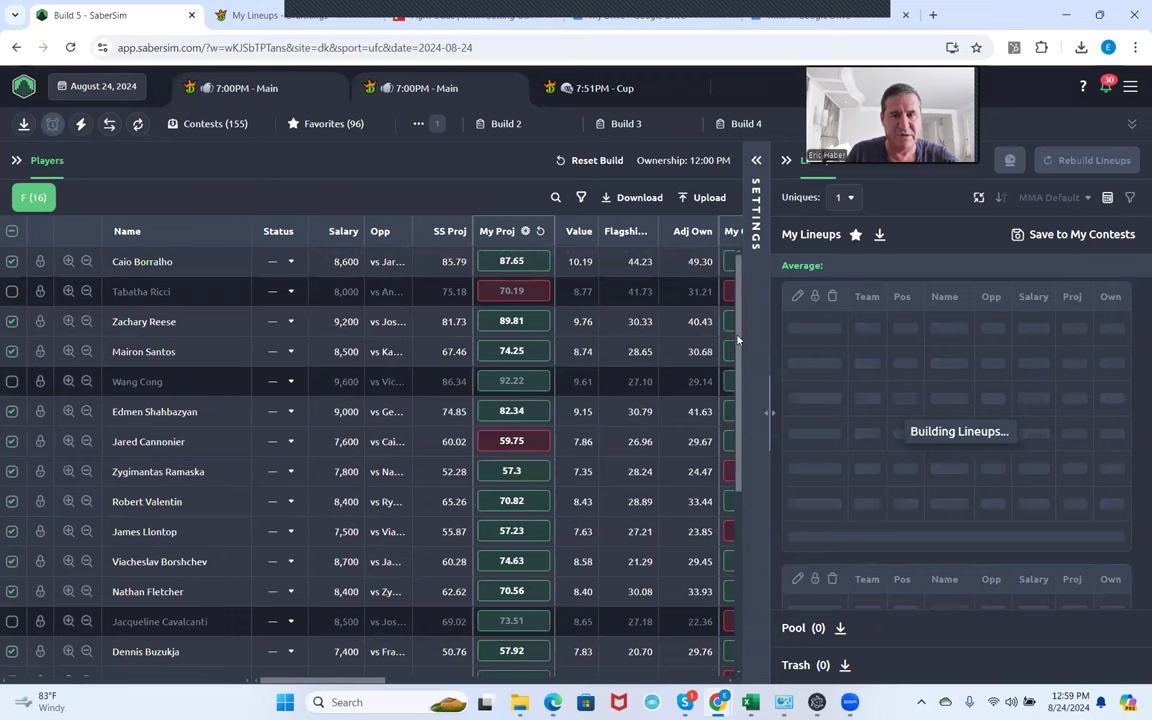 Build 5 - SaberSim
My Lineups
app.sabersim.com/?w=wKJSbTPTans&site=dk&sport=ufc&date=2024-08-24
E
August 24, 2024
7:00PM - Main
7:00PM - Main
7:51PM - Cup
? 30
Contests (155)
Favorites (96)
1
Build 2
Build 3
Build 4
Eric Haber
Players
Reset Build
Ownership: 12:00 PM
Rebuild Lineups
F (16)
Download
Upload
SETTINGS
Uniques: 1
MMA Default
Name Status Salary Opp SS Proj My Proj Value Flagshi... Adj Own
My Lineups
Save to My Contests
Caio Borralho — 8,600 vs Jar... 85.79 87.65 10.19 44.23 49.30
Tabatha Ricci — 8,000 vs An... 75.18 70.19 8.77 41.73 31.21
Zachary Reese — 9,200 vs Jos... 81.73 89.81 9.76 30.33 40.43
Mairon Santos — 8,500 vs Ka... 67.46 74.25 8.74 28.65 30.68
Wang Cong — 9,600 vs Vic... 86.34 92.22 9.61 27.10 29.14
Edmen Shahbazyan — 9,000 vs Ge... 74.85 82.34 9.15 30.79 41.63
Jared Cannonier — 7,600 vs Cai... 60.02 59.75 7.86 26.96 29.67
Zygimantas Ramaska — 7,800 vs Na... 52.28 57.3 7.35 28.24 24.47
Robert Valentin — 8,400 vs Ry... 65.26 70.82 8.43 28.89 33.44
James Llontop — 7,500 vs Via... 55.87 57.23 7.63 27.21 23.85
Viacheslav Borshchev — 8,700 vs Ja... 60.28 74.63 8.58 21.29 29.45
Nathan Fletcher — 8,400 vs Zy... 62.62 70.56 8.40 30.08 33.93
Jacqueline Cavalcanti — 8,500 vs Jos... 69.02 73.51 8.65 27.18 22.36
Dennis Buzukja — 7,400 vs Fra... 50.76 57.92 7.83 20.70 29.76
Average:
Team Pos Name Opp Salary Proj Own
Building Lineups...
Team Pos Name Opp Salary Proj Own
Pool (0)
Trash (0)
83°F
Windy
Search
1
E
12:59 PM
8/24/2024
PRE